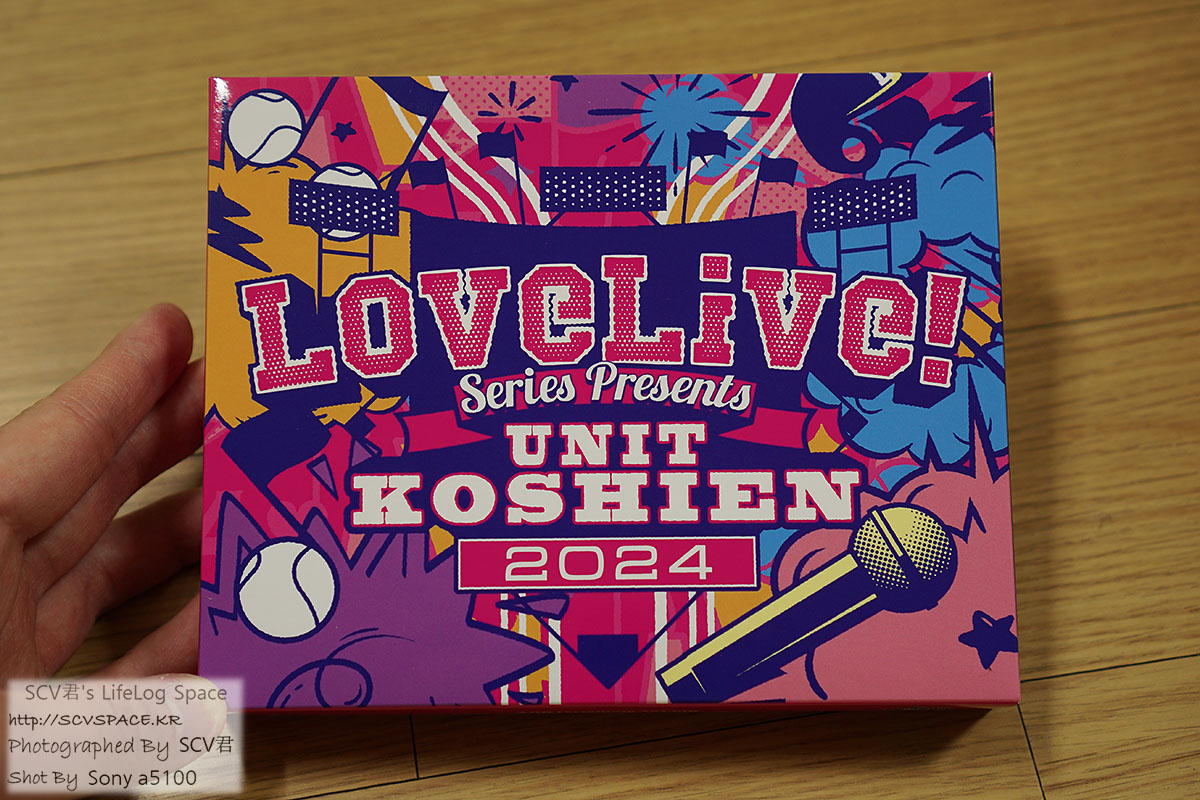 LOVELiVE!
Series Presents
UNIT
KOSHIEN
2024
SCV君's LifeLog Space
http://SCVSPACE.KR
Photographed By SCV君
Shot By Sony a5100